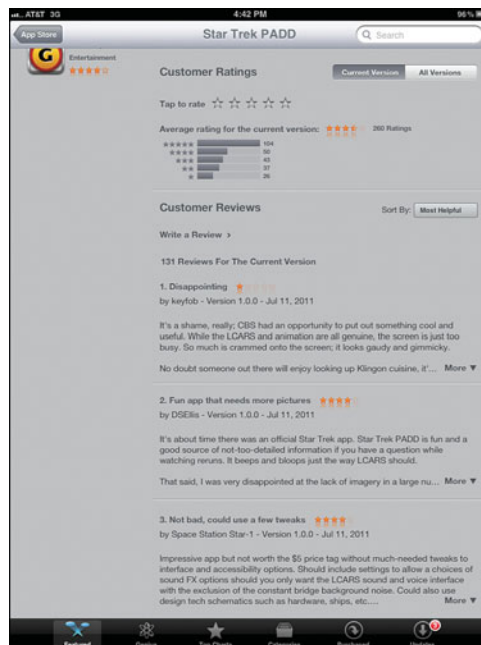 AT&T 3G 4:42 PM 96%
App Store Star Trek PADD Search
G
Entertainment
Customer Ratings Current Version All Versions
Tap to rate
Average rating for the current version: 260 Ratings
104
50
43
37
26
Customer Reviews Sort By: Most Helpful
Write a Review >
131 Reviews For The Current Version
1. Disappointing
by keyfob - Version 1.0.0 - Jul 11, 2011
It's a shame, really; CBS had an opportunity to put out something cool and
useful. While the LCARS and animation are all genuine, the screen is just too
busy. So much is crammed onto the screen; it looks gaudy and gimmicky.
No doubt someone out there will enjoy looking up Klingon cuisine, it'... More ▼
2. Fun app that needs more pictures
by DSEllis - Version 1.0.0 - Jul 11, 2011
It's about time there was an official Star Trek app. Star Trek PADD is fun and a
good source of not-too-detailed information if you have a question while
watching reruns. It beeps and bloops just the way LCARS should.
That said, I was very disappointed at the lack of imagery in a large nu... More ▼
3. Not bad, could use a few tweaks
by Space Station Star-1 - Version 1.0.0 - Jul 11, 2011
Impressive app but not worth the $5 price tag without much-needed tweaks to
interface and accessibility options. Should include settings to allow a choices of
sound FX options should you only want the LCARS sound and voice interface
with the exclusion of the constant bridge background noise. Could also use
design tech schematics such as hardware, ships, etc.... More ▼
3
Featured Genius Top Charts Categories Purchased Updates